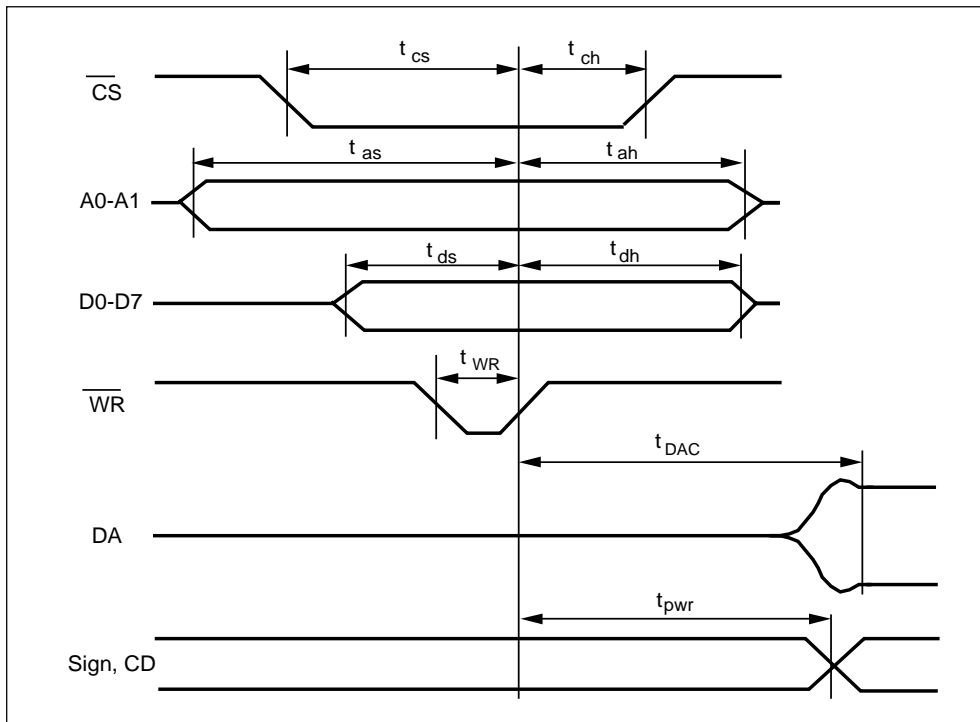 t cs
t ch
CS
t as
t ah
A0-A1
t ds
t dh
D0-D7
t WR
WR
t DAC
DA
t pwr
Sign, CD